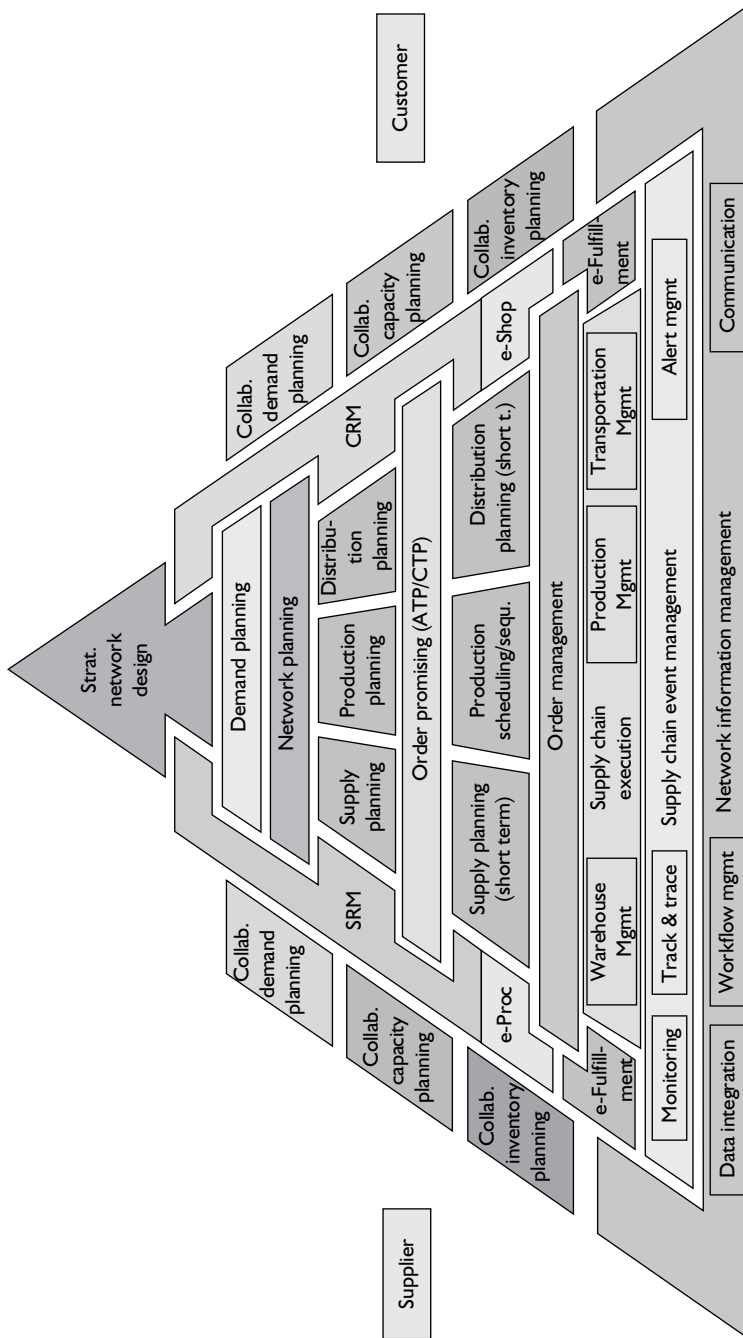 Strat.
network
design
Supplier
Customer
Collab.
demand
planning
SRM
Demand planning
Network planning
CRM
Collab.
demand
planning
Collab.
capacity
planning
Supply
planning
Production
planning
Distribu-
tion
planning
Collab.
capacity
planning
Order promising (ATP/CTP)
Collab.
inventory
planning
e-Proc
Supply planning
(short term)
Production
scheduling/sequ.
Distribution
planning (short t.)
e-Shop
Collab.
inventory
planning
Order management
e-Fulfill-
ment
Warehouse
Mgmt
Supply chain
execution
Production
Mgmt
Transportation
Mgmt
e-Fulfill-
ment
Monitoring
Track & trace
Supply chain event management
Alert mgmt
Data integration
Workflow mgmt
Network information management
Communication